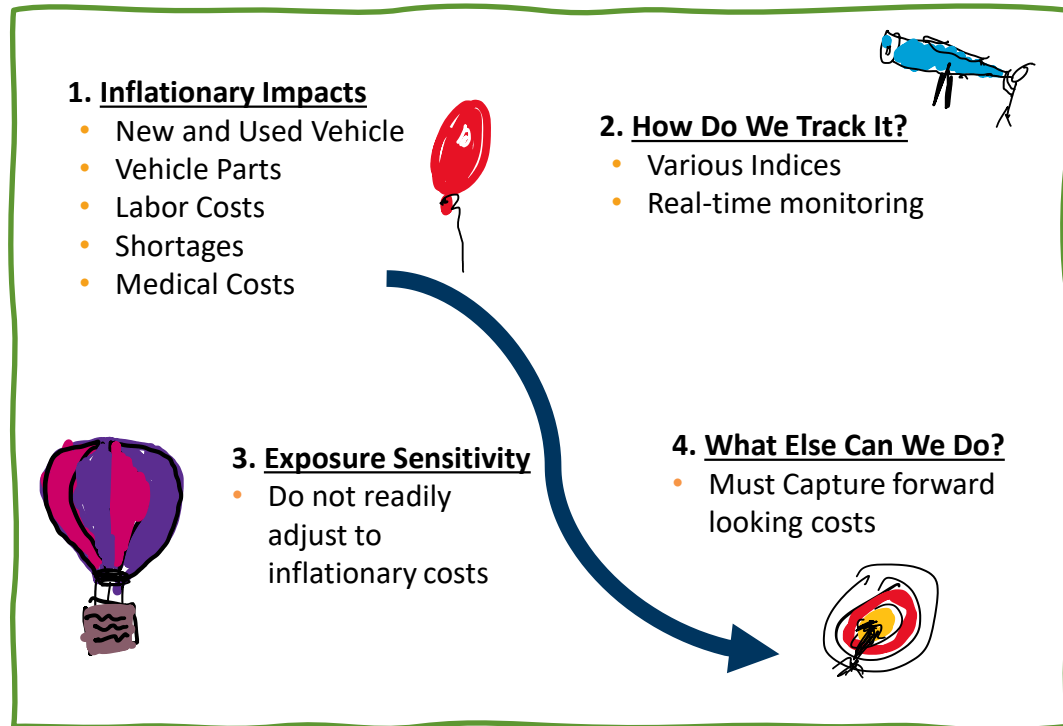 1. Inflationary Impacts
• New and Used Vehicle
• Vehicle Parts
• Labor Costs
• Shortages
• Medical Costs
2. How Do We Track It?
• Various Indices
• Real-time monitoring
3. Exposure Sensitivity
• Do not readily
adjust to
inflationary costs
4. What Else Can We Do?
• Must Capture forward
looking costs